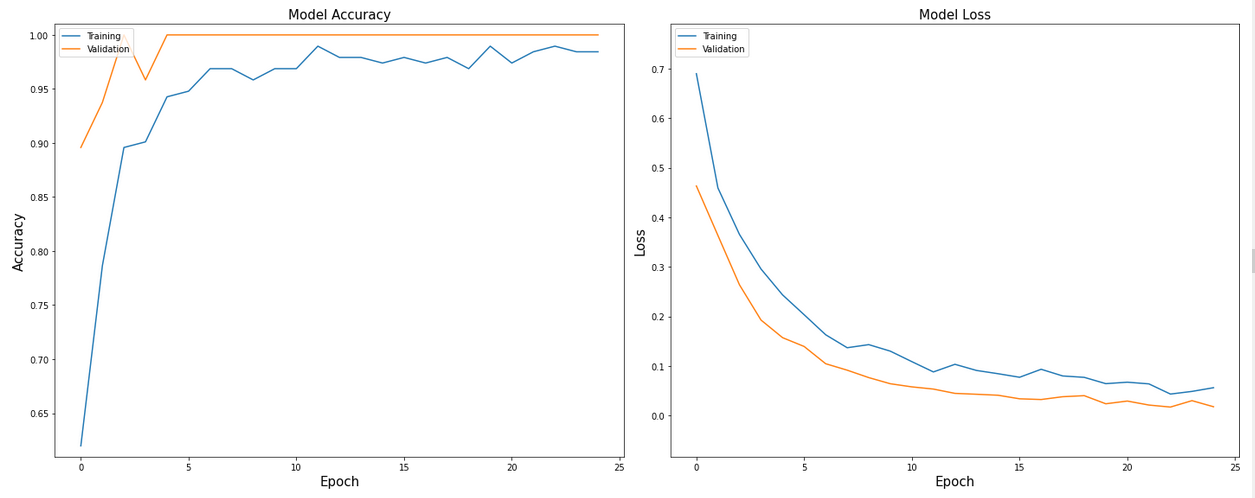 Model Accuracy
Training
Validation
1.00
0.95
0.90
0.85
0.80
0.75
0.70
0.65
Accuracy
0 5 10 15 20 25
Epoch
Model Loss
Training
Validation
0.7
0.6
0.5
0.4
0.3
0.2
0.1
0.0
Loss
0 5 10 15 20 25
Epoch